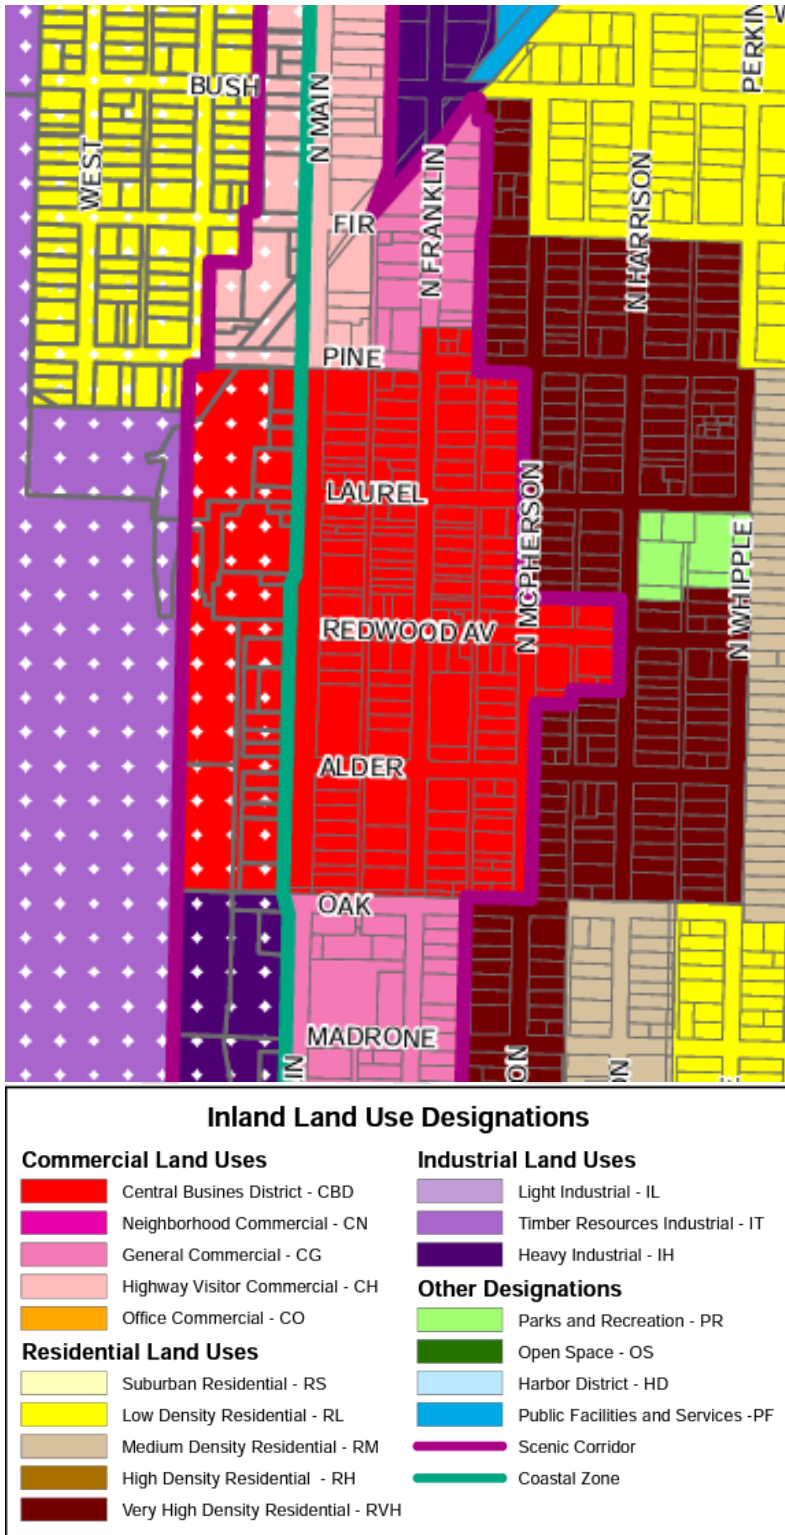 PERKIN
BUSH
N MAIN
WEST
N FRANKLIN
N HARRISON
FIR
PINE
LAUREL
N MCPHERSON
N WHIPPLE
REDWOOD AV
ALDER
OAK
MADRONE
IN
ON
ON
Inland Land Use Designations
Commercial Land Uses
Central Busines District - CBD
Neighborhood Commercial - CN
General Commercial - CG
Highway Visitor Commercial - CH
Office Commercial - CO
Residential Land Uses
Suburban Residential - RS
Low Density Residential - RL
Medium Density Residential - RM
High Density Residential - RH
Very High Density Residential - RVH
Industrial Land Uses
Light Industrial - IL
Timber Resources Industrial - IT
Heavy Industrial - IH
Other Designations
Parks and Recreation - PR
Open Space - OS
Harbor District - HD
Public Facilities and Services -PF
Scenic Corridor
Coastal Zone